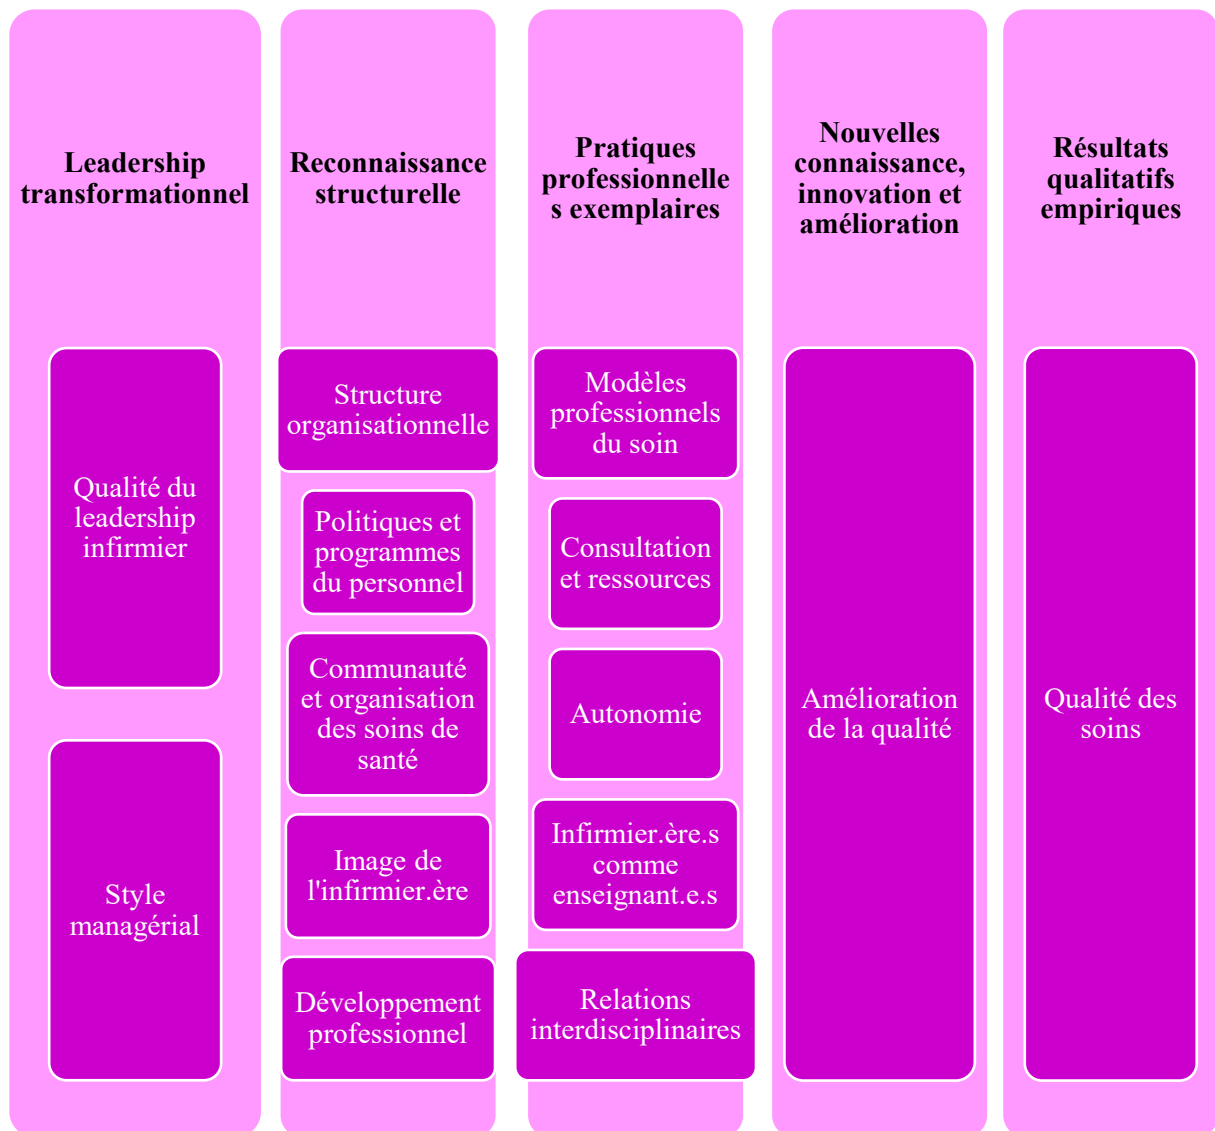 Leadership
transformationnel
Qualité du
leadership
infirmier
Style
managérial
Reconnaissance
structurelle
Structure
organisationnelle
Politiques et
programmes
du personnel
Communauté
et organisation
des soins de
santé
Image de
l'infirmier.ère
Développement
professionnel
Pratiques
professionnelle
s exemplaires
Modèles
professionnels
du soin
Consultation
et ressources
Autonomie
Infirmier.ère.s
comme
enseignant.e.s
Relations
interdisciplinaires
Nouvelles
connaissance,
innovation et
amélioration
Amélioration
de la qualité
Résultats
qualitatifs
empiriques
Qualité des
soins